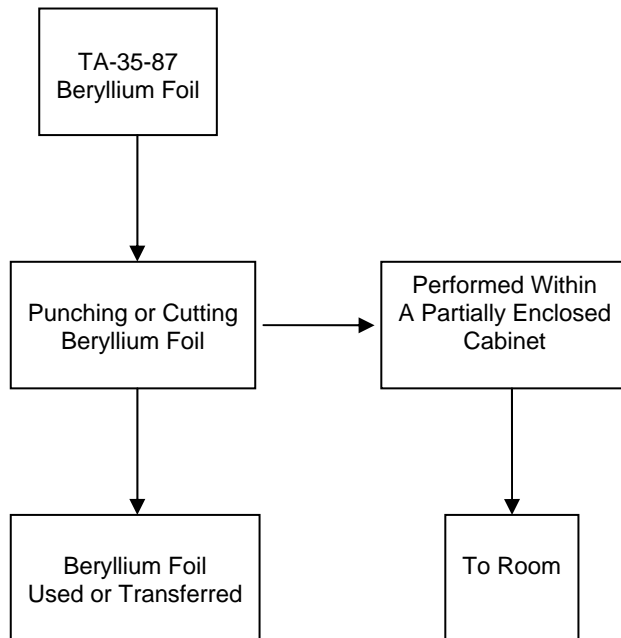 TA-35-87
Beryllium Foil
Punching or Cutting
Beryllium Foil
Performed Within
A Partially Enclosed
Cabinet
Beryllium Foil
Used or Transferred
To Room